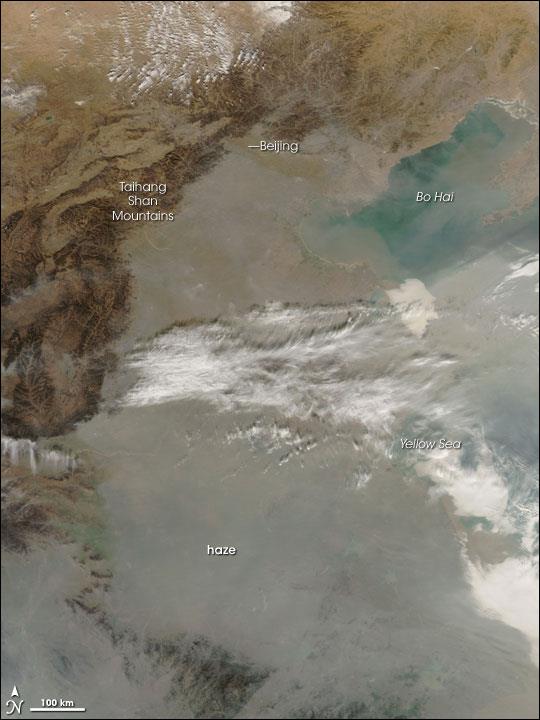 —Beijing
Taihang
Shan
Mountains
Bo Hai
Yellow Sea
haze
N
100 km